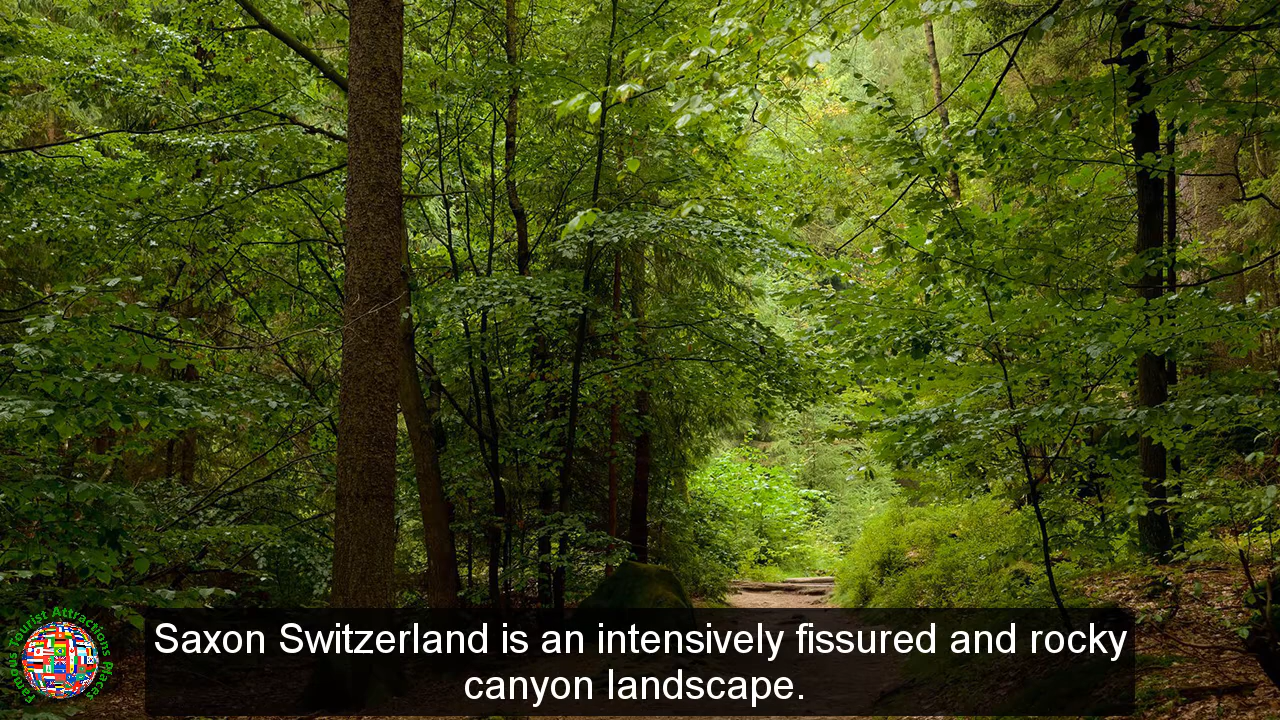 Famous Tourist Attractions Places
Saxon Switzerland is an intensively fissured and rocky
canyon landscape.